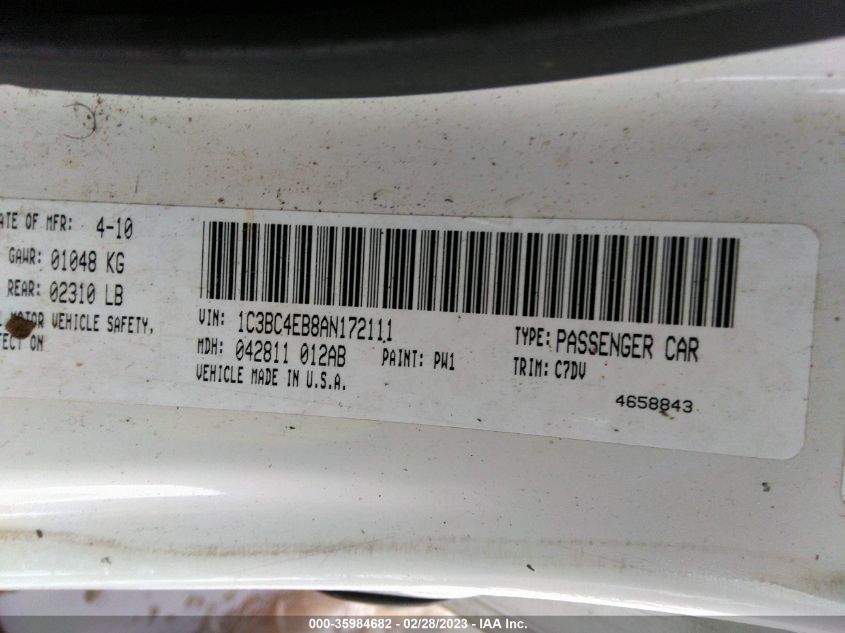 ATE OF MFR: 4-10
GAWR: 01048 KG
REAR: 02310 LB
MOTOR VEHICLE SAFETY,
FECT ON
VIN: 1C3BC4EB8AN172111
MDH: 042811 012AB PAINT: PW1
VEHICLE MADE IN U.S.A.
TYPE: PASSENGER CAR
TRIM: C7DV
4658843
000-35984682 - 02/28/2023 - IAA Inc.